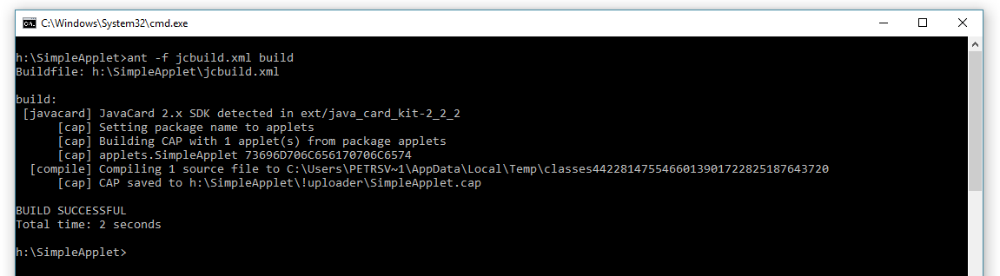 C:\Windows\System32\cmd.exe
h:\SimpleApplet>ant -f jcbuild.xml build
Buildfile: h:\SimpleApplet\jcbuild.xml
build:
[javacard] JavaCard 2.x SDK detected in ext/java_card_kit-2_2_2
[cap] Setting package name to applets
[cap] Building CAP with 1 applet(s) from package applets
[cap] applets.SimpleApplet 73696D706C656170706C6574
[compile] Compiling 1 source file to C:\Users\PETRSV~1\AppData\Local\Temp\classes44228147554660139017228251876​43720
[cap] CAP saved to h:\SimpleApplet\!uploader\SimpleApplet.cap
BUILD SUCCESSFUL
Total time: 2 seconds
h:\SimpleApplet>